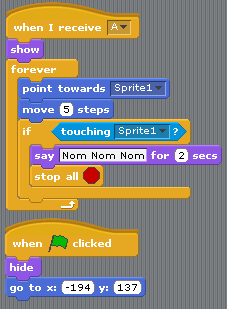 when I receive A
show
forever
point towards Sprite1
move 5 steps
if touching Sprite1 ?
say Nom Nom Nom for 2 secs
stop all
when clicked
hide
go to x: -194 y: 137